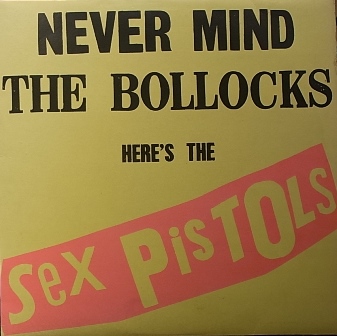 NEVER MIND
THE BOLLOCKS
HERE'S THE
SeX PiSTOLS